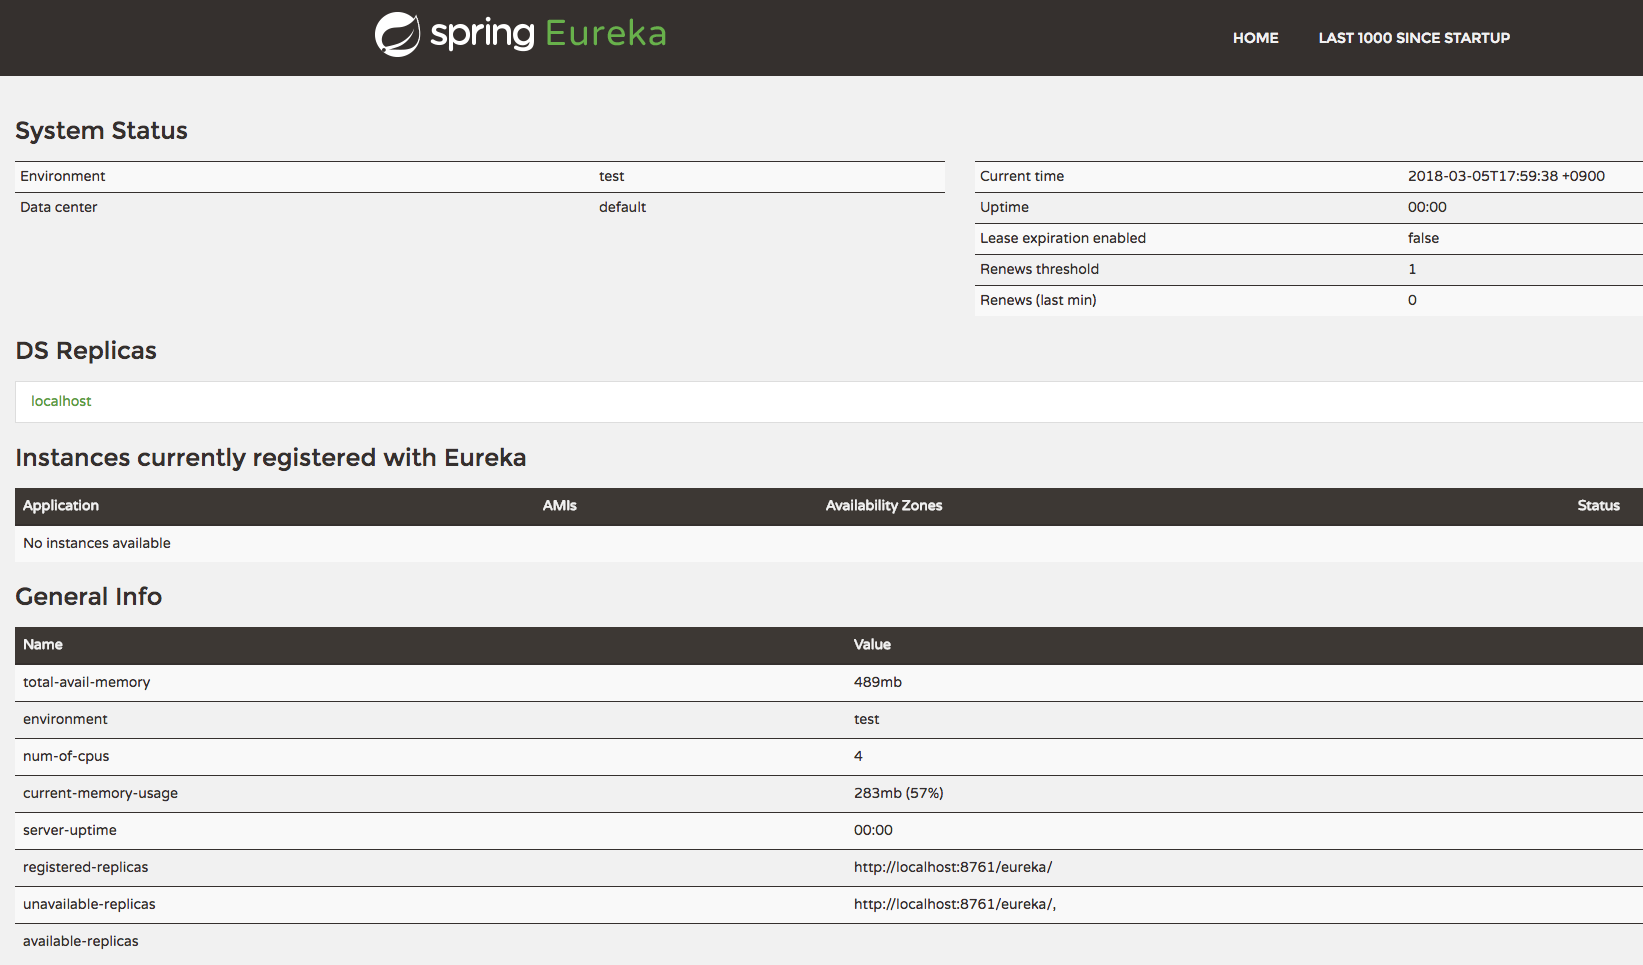 spring Eureka
HOME LAST 1000 SINCE STARTUP
System Status
Environment test
Data center default
Current time 2018-03-05T17:59:38 +0900
Uptime 00:00
Lease expiration enabled false
Renews threshold 1
Renews (last min) 0
DS Replicas
localhost
Instances currently registered with Eureka
Application AMIs Availability Zones Status
No instances available
General Info
Name Value
total-avail-memory 489mb
environment test
num-of-cpus 4
current-memory-usage 283mb (57%)
server-uptime 00:00
registered-replicas http://localhost:8761/eureka/
unavailable-replicas http://localhost:8761/eureka/,
available-replicas